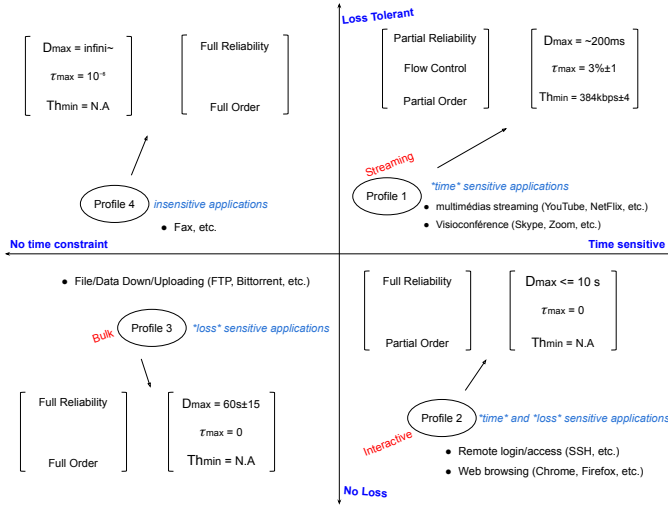 Loss Tolerant
Dmax = infini~
τmax = 10⁻⁶
Thmin = N.A
Full Reliability
Full Order
Profile 4
insensitive applications
● Fax, etc.
Partial Reliability
Flow Control
Partial Order
Dmax = ~200ms
τmax = 3%±1
Thmin = 384kbps±4
Streaming
Profile 1
*time* sensitive applications
● multimédias streaming (YouTube, NetFlix, etc.)
● Visioconférence (Skype, Zoom, etc.)
No time constraint
Time sensitive
● File/Data Down/Uploading (FTP, Bittorrent, etc.)
Bulk
Profile 3
*loss* sensitive applications
Full Reliability
Full Order
Dmax = 60s±15
τmax = 0
Thmin = N.A
Full Reliability
Partial Order
Dmax <= 10 s
τmax = 0
Thmin = N.A
Interactive
Profile 2
*time* and *loss* sensitive applications
● Remote login/access (SSH, etc.)
● Web browsing (Chrome, Firefox, etc.)
No Loss